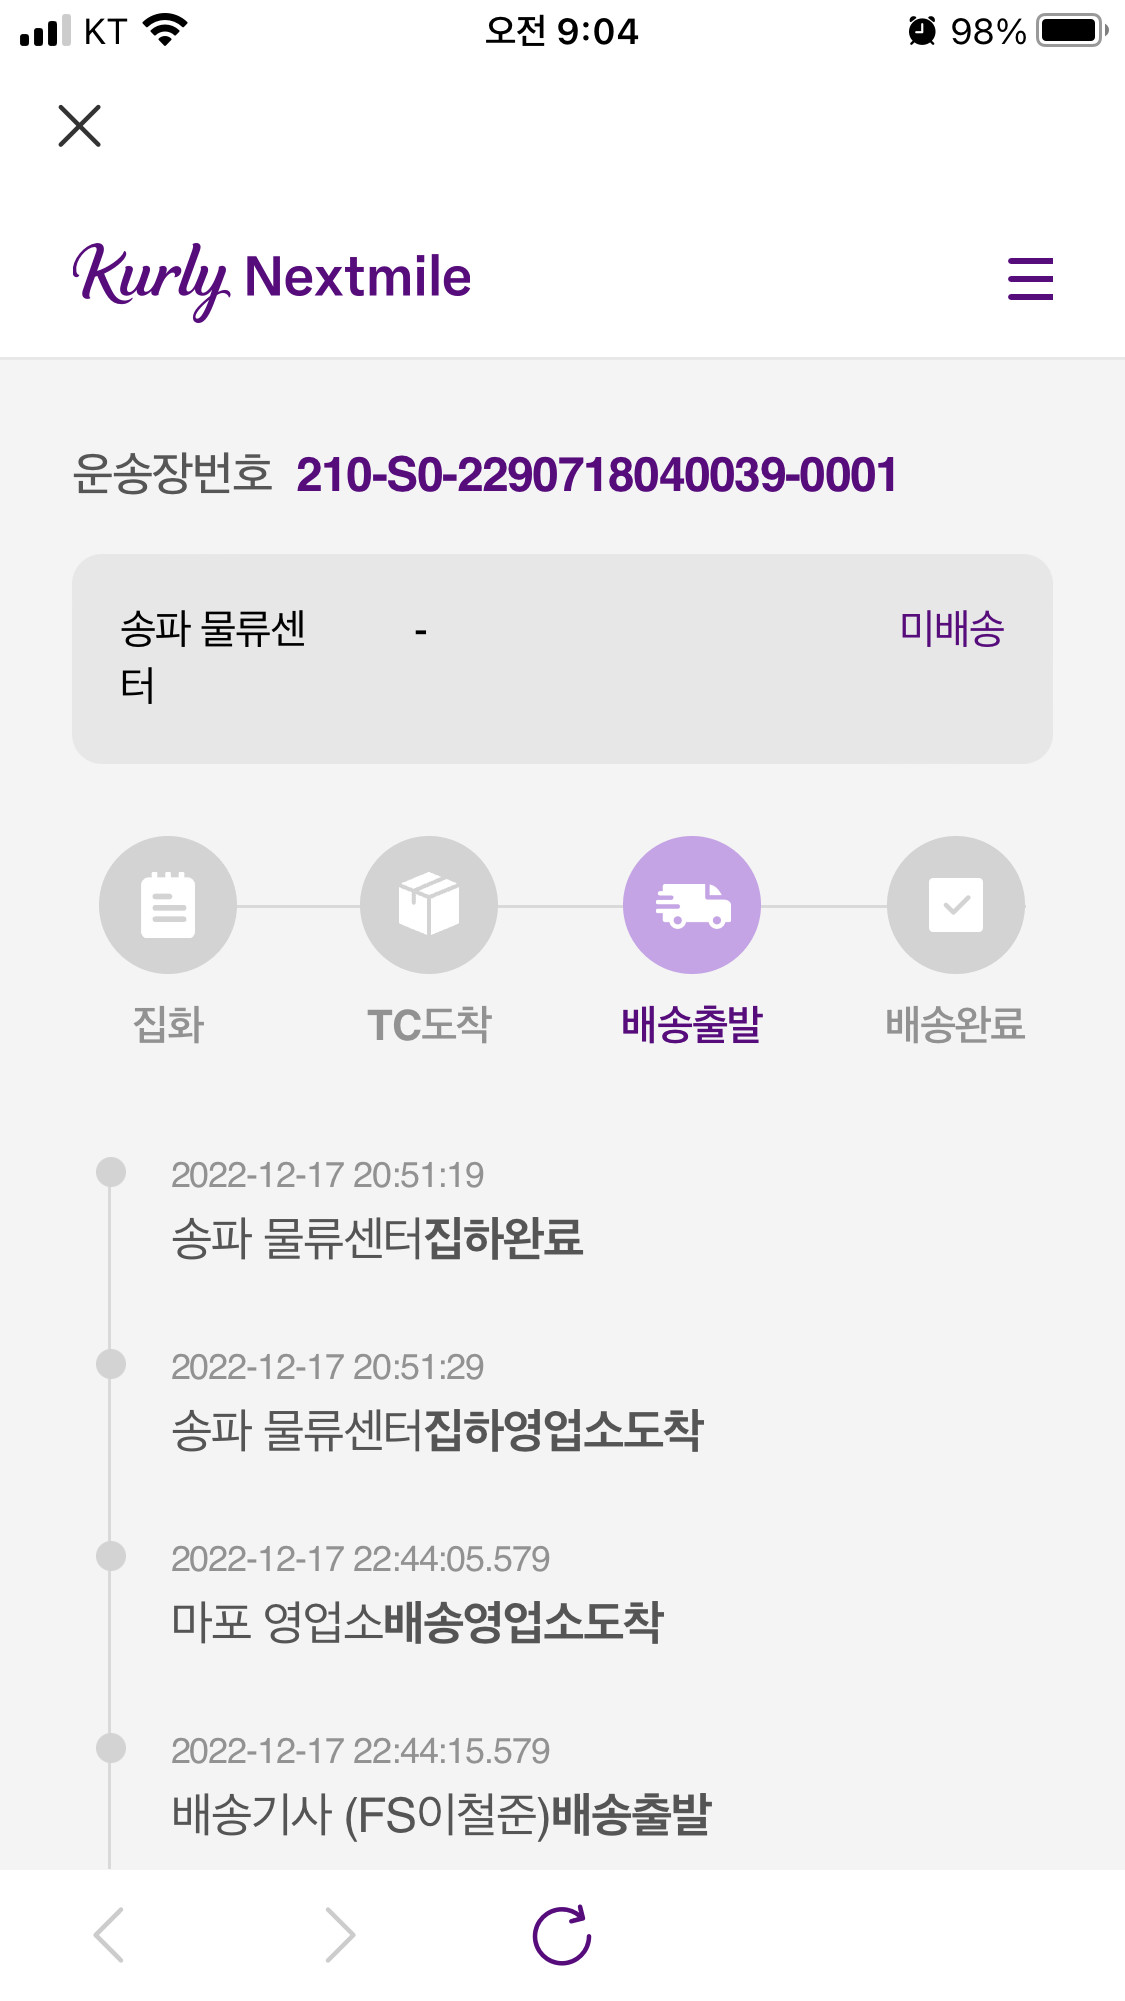 KT 오전 9:04 98%
Kurly Nextmile
운송장번호 210-S0-2290718040039-0001
송파 물류센 - 미배송
터
집화 TC도착 배송출발 배송완료
2022-12-17 20:51:19
송파 물류센터집하완료
2022-12-17 20:51:29
송파 물류센터집하영업소도착
2022-12-17 22:44:05.579
마포 영업소배송영업소도착
2022-12-17 22:44:15.579
배송기사 (FS이철준)배송출발